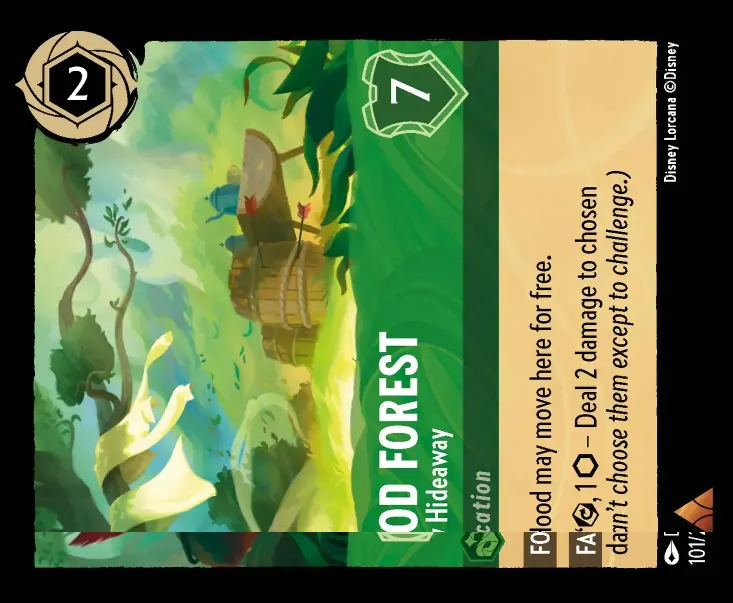 2
7
OD FOREST
Hideaway
cation
FO lood may move here for free.
FA , 1 – Deal 2 damage to chosen
n't choose them except to challenge.)
Disney Lorcana ©Disney
101/